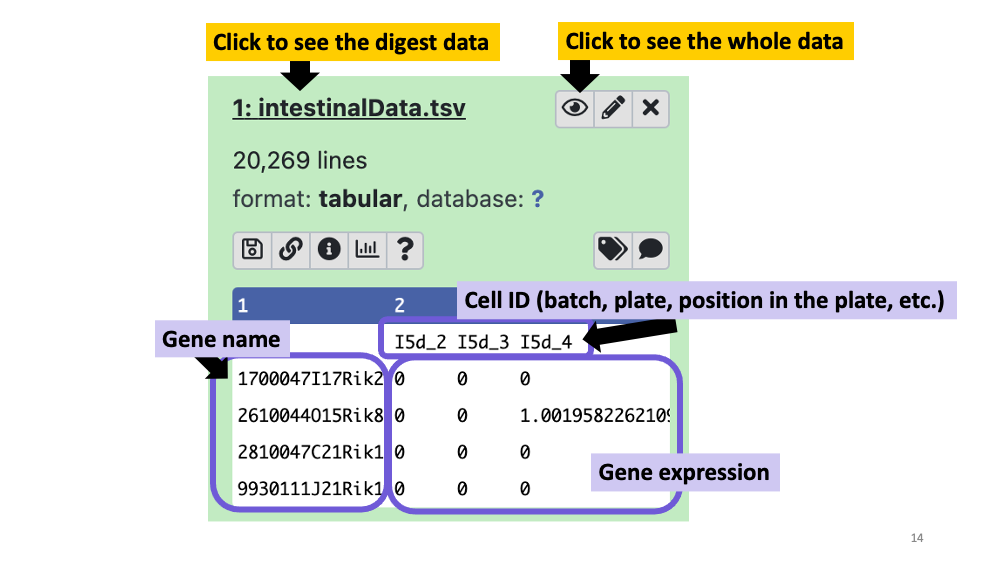 Click to see the digest data
Click to see the whole data
1: intestinalData.tsv
20,269 lines
format: tabular, database: ?
1 2
Cell ID (batch, plate, position in the plate, etc.)
Gene name
I5d_2 I5d_3 I5d_4
1700047I17Rik2 0 0 0
2610044O15Rik8 0 0 1.0019582262109
2810047C21Rik1 0 0 0
Gene expression
9930111J21Rik1 0 0 0
14